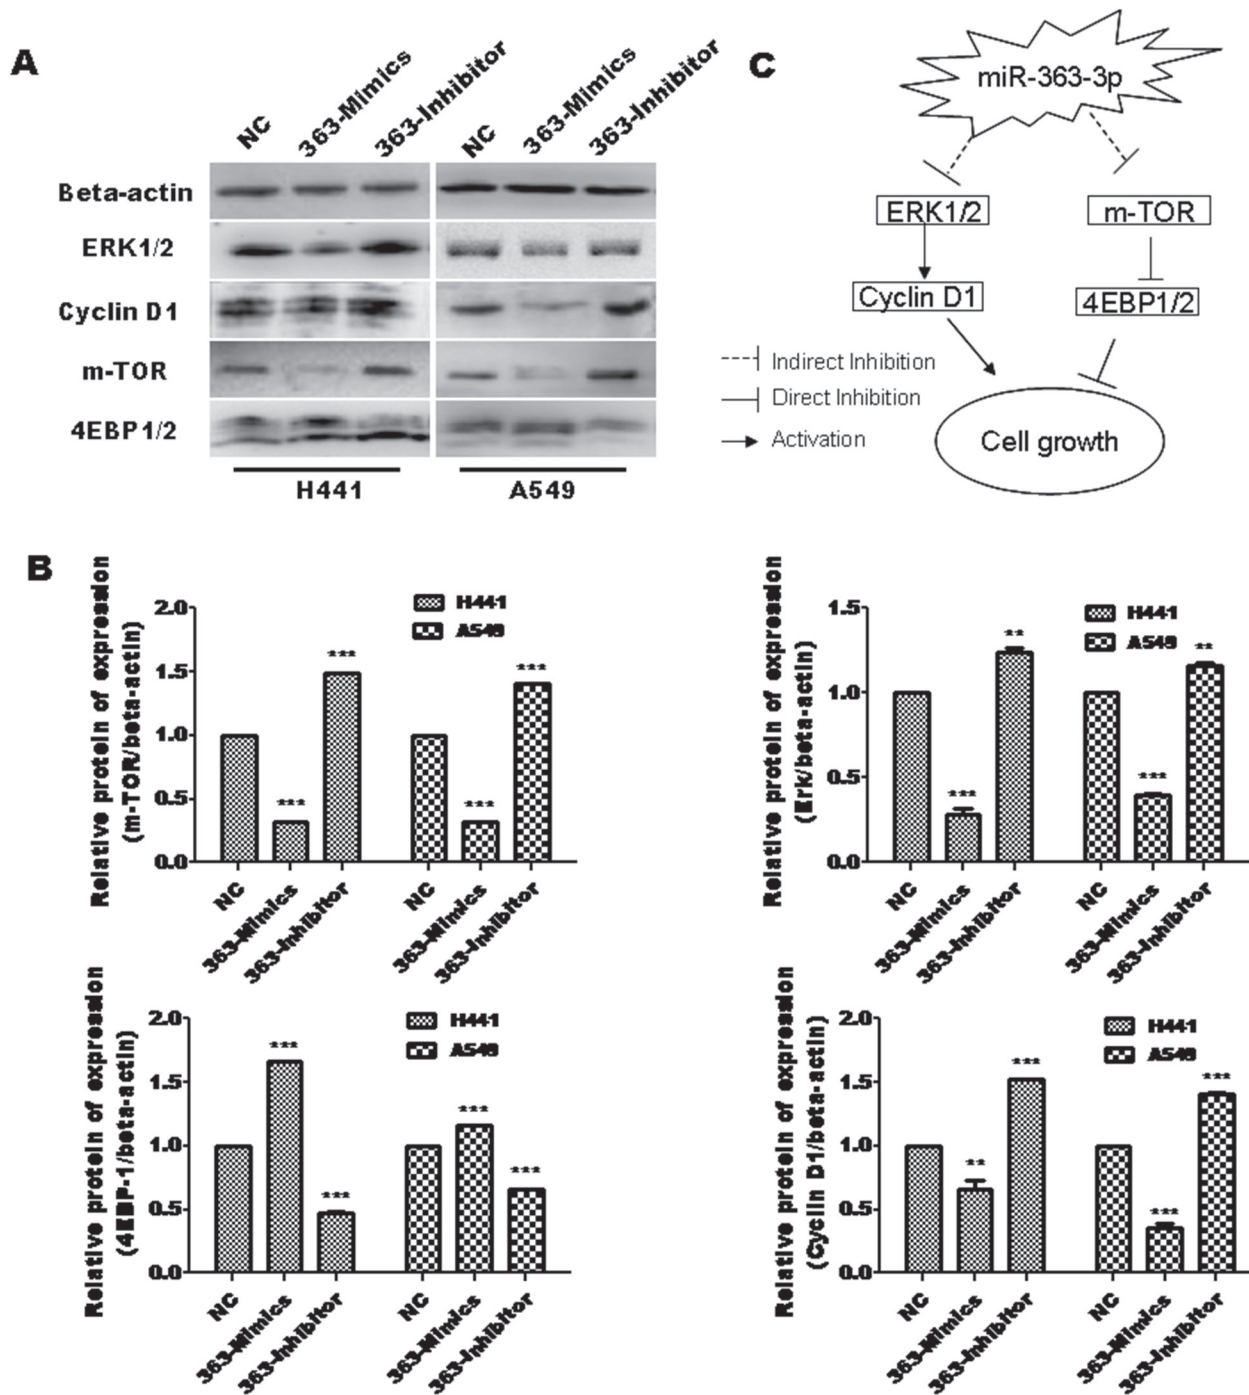 A
NC
363-Mimics
363-Inhibitor
NC
363-Mimics
363-Inhibitor
Beta-actin
ERK1/2
Cyclin D1
m-TOR
4EBP1/2
H441
A549
C
miR-363-3p
ERK1/2
m-TOR
Cyclin D1
4EBP1/2
Indirect Inhibition
Direct Inhibition
Activation
Cell growth
B
Relative protein of expression
(m-TOR/beta-actin)
2.0
1.5
1.0
0.5
0.0
H441
A549
***
***
***
***
NC
363-Mimics
363-Inhibitor
NC
363-Mimics
363-Inhibitor
Relative protein of expression
(Erk/beta-actin)
1.5
1.0
0.5
0.0
H441
A549
***
**
***
**
NC
363-Mimics
363-Inhibitor
NC
363-Mimics
363-Inhibitor
Relative protein of expression
(4EBP-1/beta-actin)
2.0
1.5
1.0
0.5
0.0
H441
A549
***
***
***
***
NC
363-Mimics
363-Inhibitor
NC
363-Mimics
363-Inhibitor
Relative protein of expression
(Cyclin D1/beta-actin)
2.0
1.5
1.0
0.5
0.0
H441
A549
**
***
***
***
NC
363-Mimics
363-Inhibitor
NC
363-Mimics
363-Inhibitor